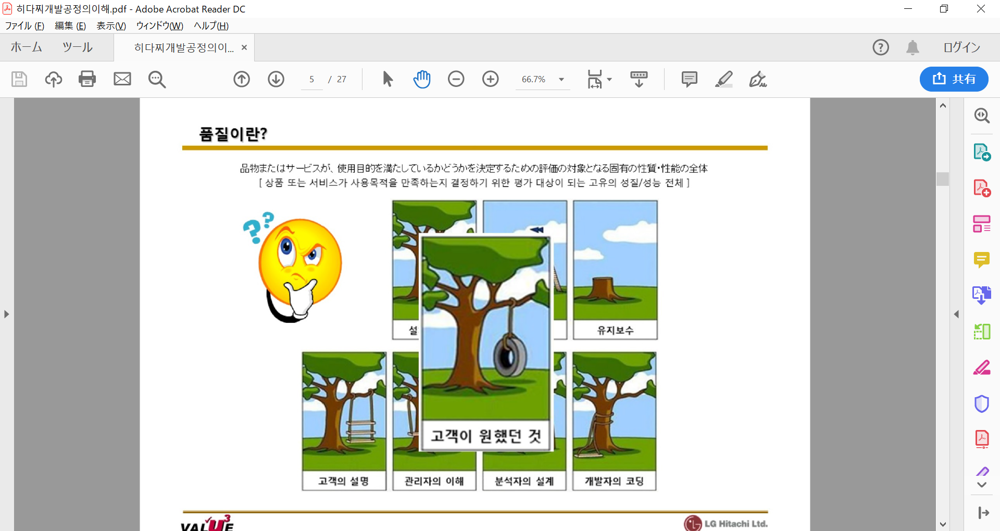 히다찌개발공정의이해.pdf - Adobe Acrobat Reader DC
ファイル (F) 編集 (E) 表示(V) ウィンドウ(W) ヘルプ(H)
ホーム ツール 히다찌개발공정의이... × ログイン
5 / 27 66.7% 共有
품질이란?
品物またはサービスが、使用目的を満たしているかどうかを決定するための評価の対象となる固有の性質・性能の全体
[ 상품 또는 서비스가 사용목적을 만족하는지 결정하기 위한 평가 대상이 되는 고유의 성질/성능 전체 ]
??
설
유지보수
고객이 원했던 것
고객의 설명
관리자의 이해
분석자의 설계
개발자의 코딩
VALUE3
LG Hitachi Ltd.